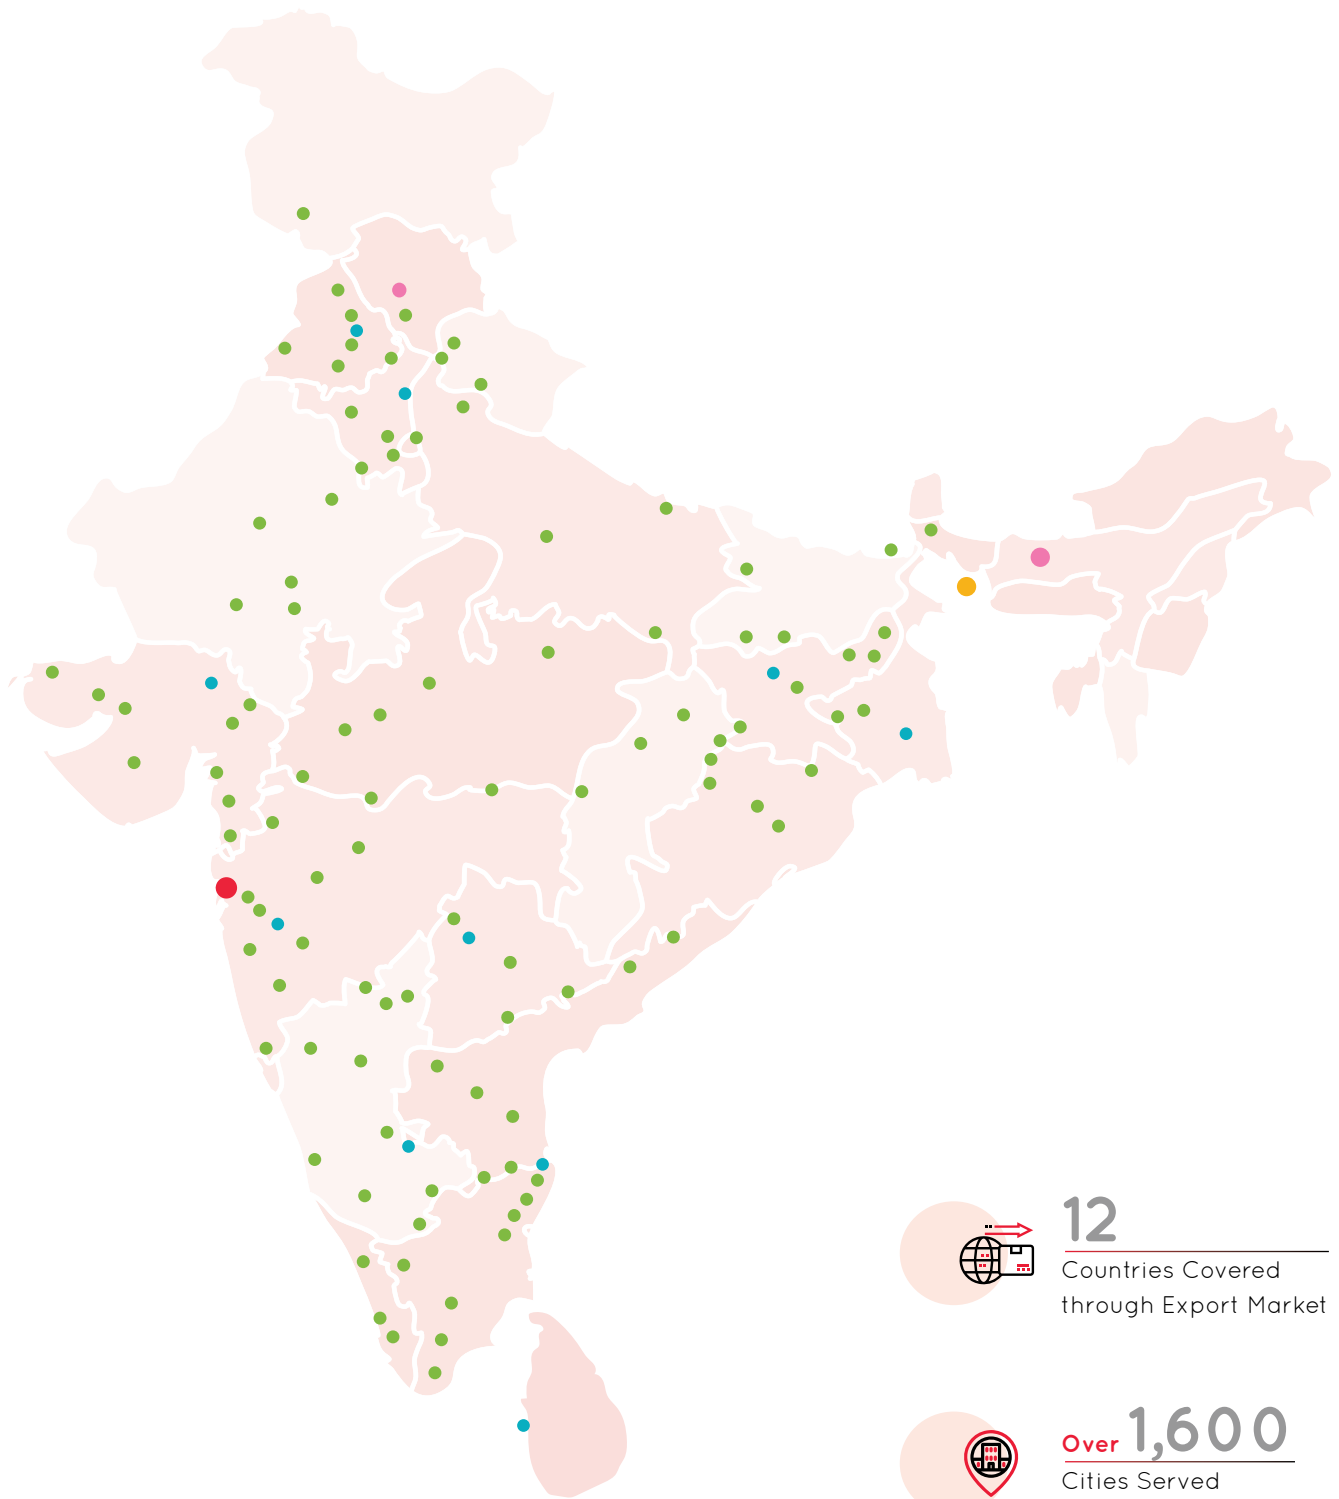 12
Countries Covered
through Export Market
Over 1,600
Cities Served